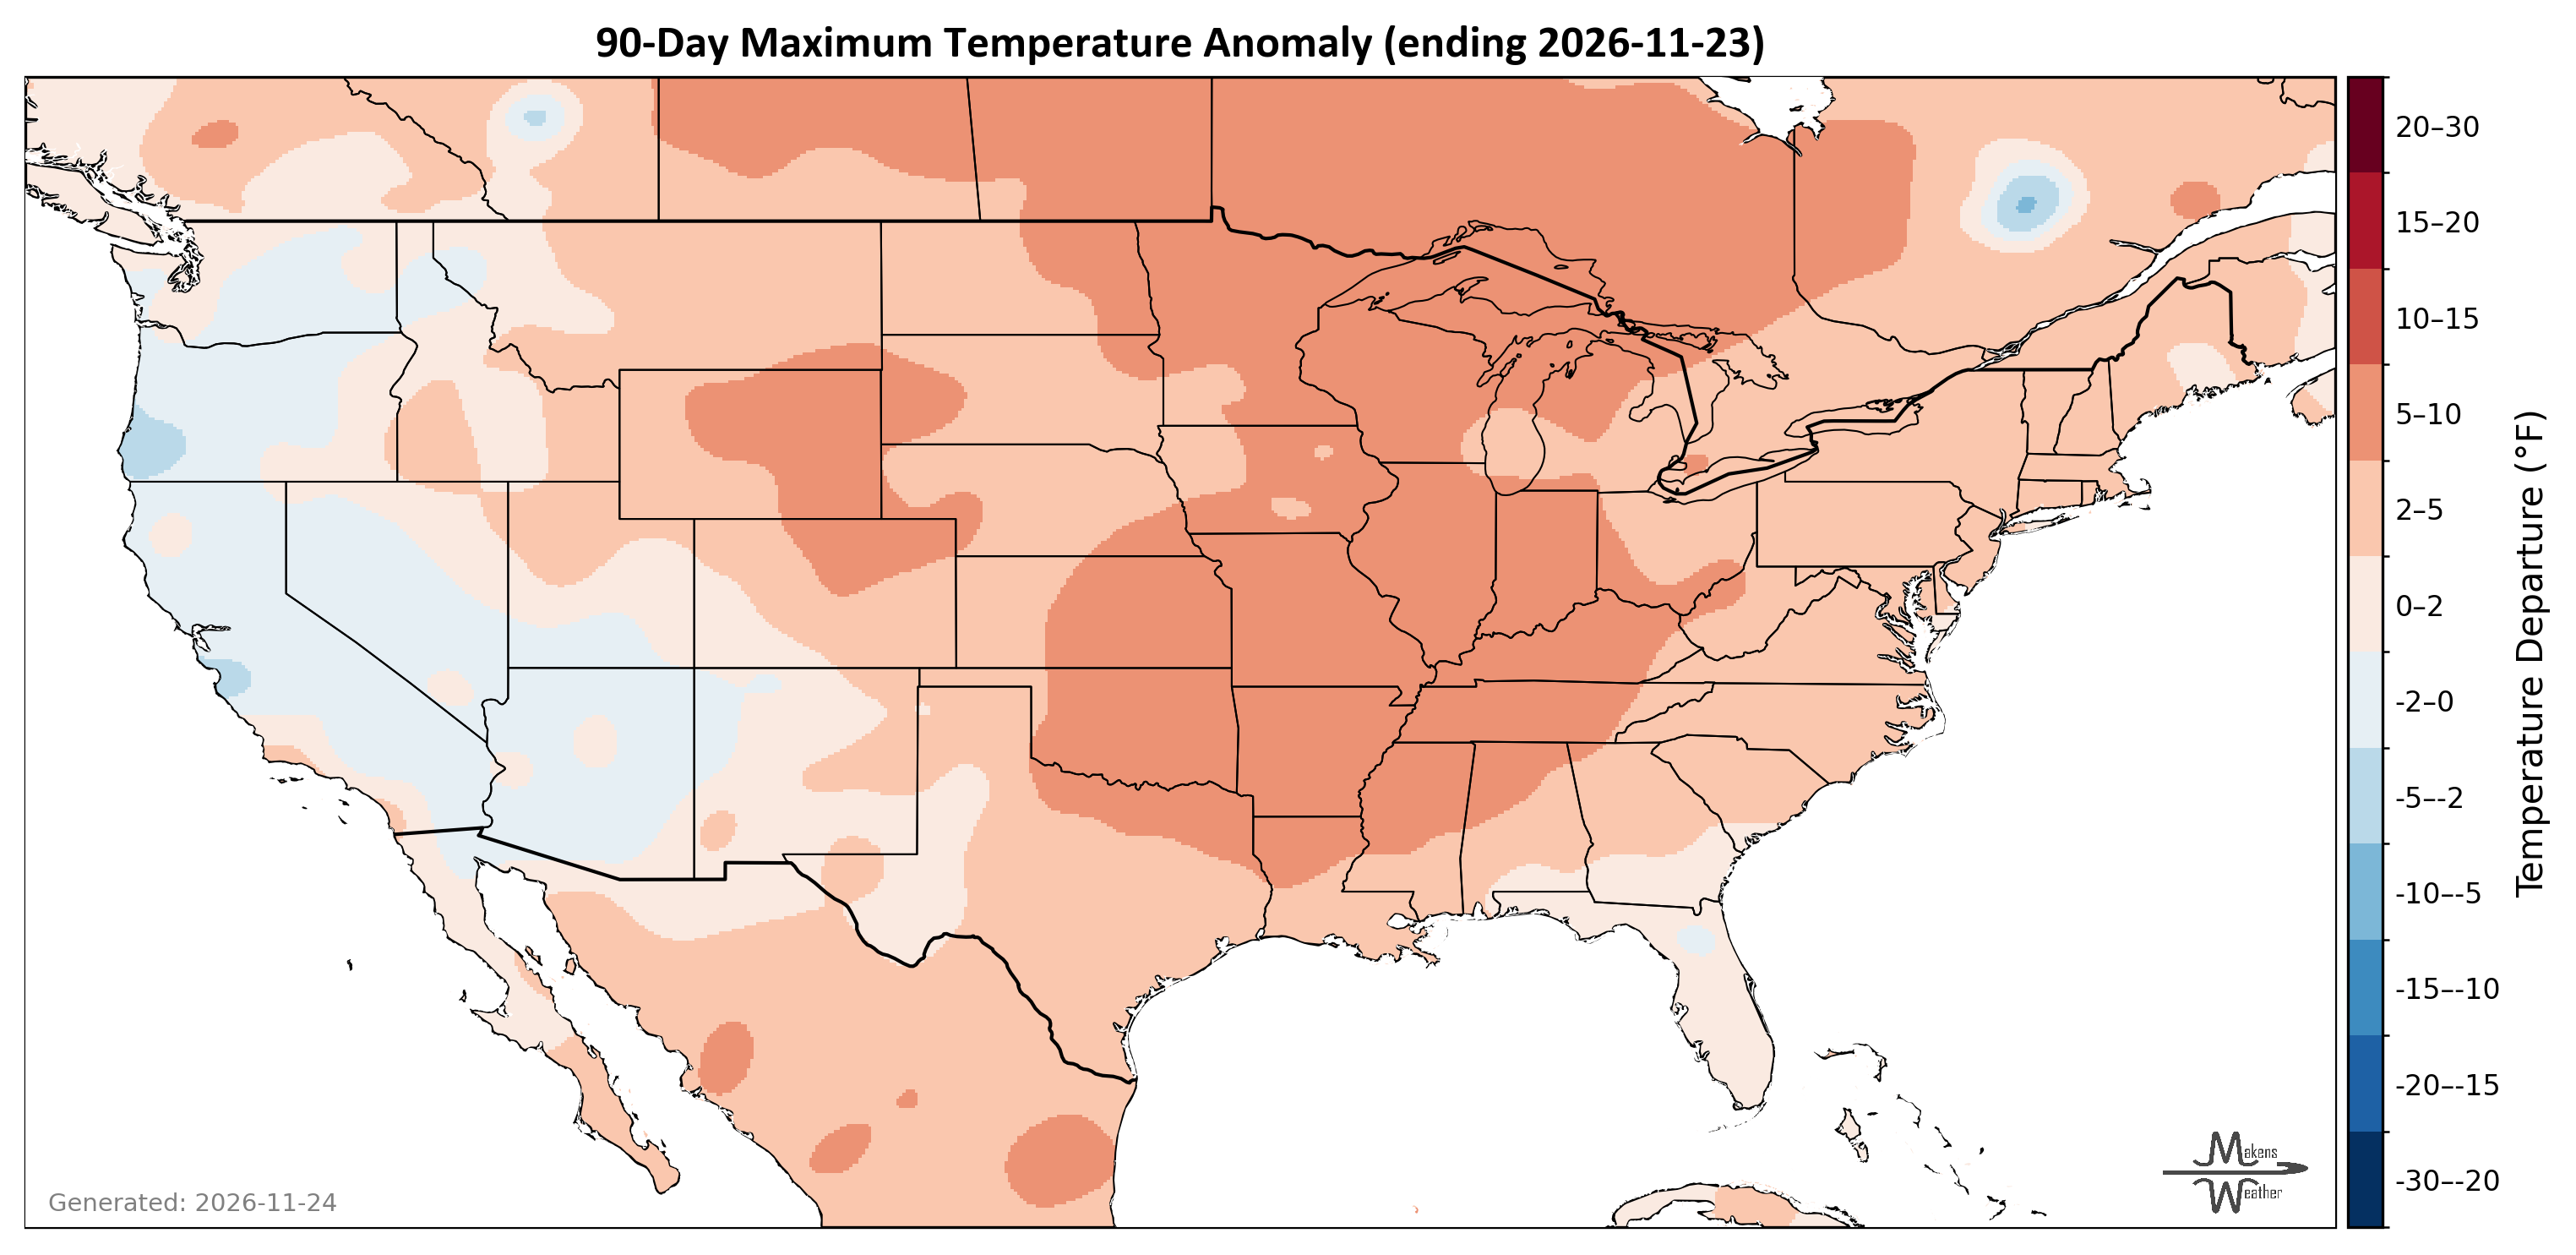 90-Day Maximum Temperature Anomaly (ending 2026-11-23)
20–30
15–20
10–15
5–10
2–5
0–2
-2–0
-5–-2
-10–-5
-15–-10
-20–-15
-30–-20
Temperature Departure (°F)
Makens
Weather
Generated: 2026-11-24